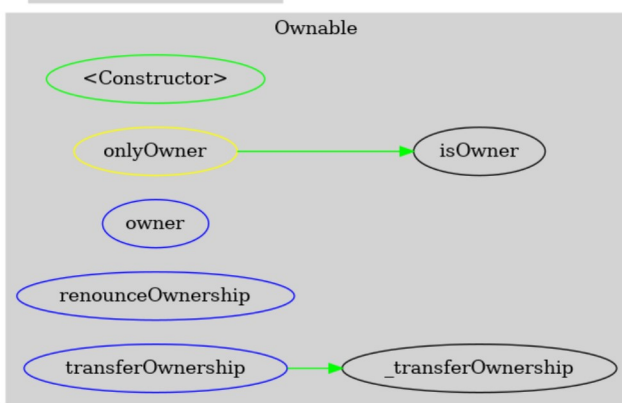 Ownable
<Constructor>
onlyOwner
isOwner
owner
renounceOwnership
transferOwnership
_transferOwnership